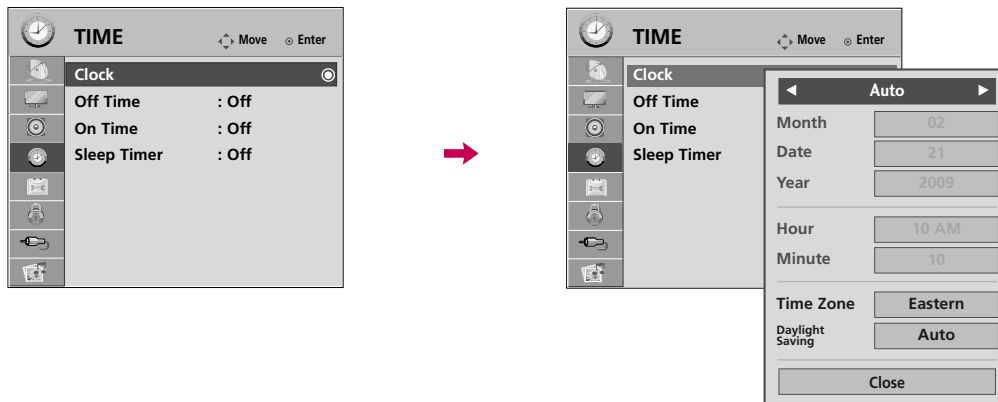 TIME
Move
Enter
Clock
Off Time : Off
On Time : Off
Sleep Timer : Off
TIME
Move
Enter
Clock
Off Time
On Time
Sleep Timer
Auto
Month 02
Date 21
Year 2009
Hour 10 AM
Minute 10
Time Zone Eastern
Daylight
Saving
Auto
Close